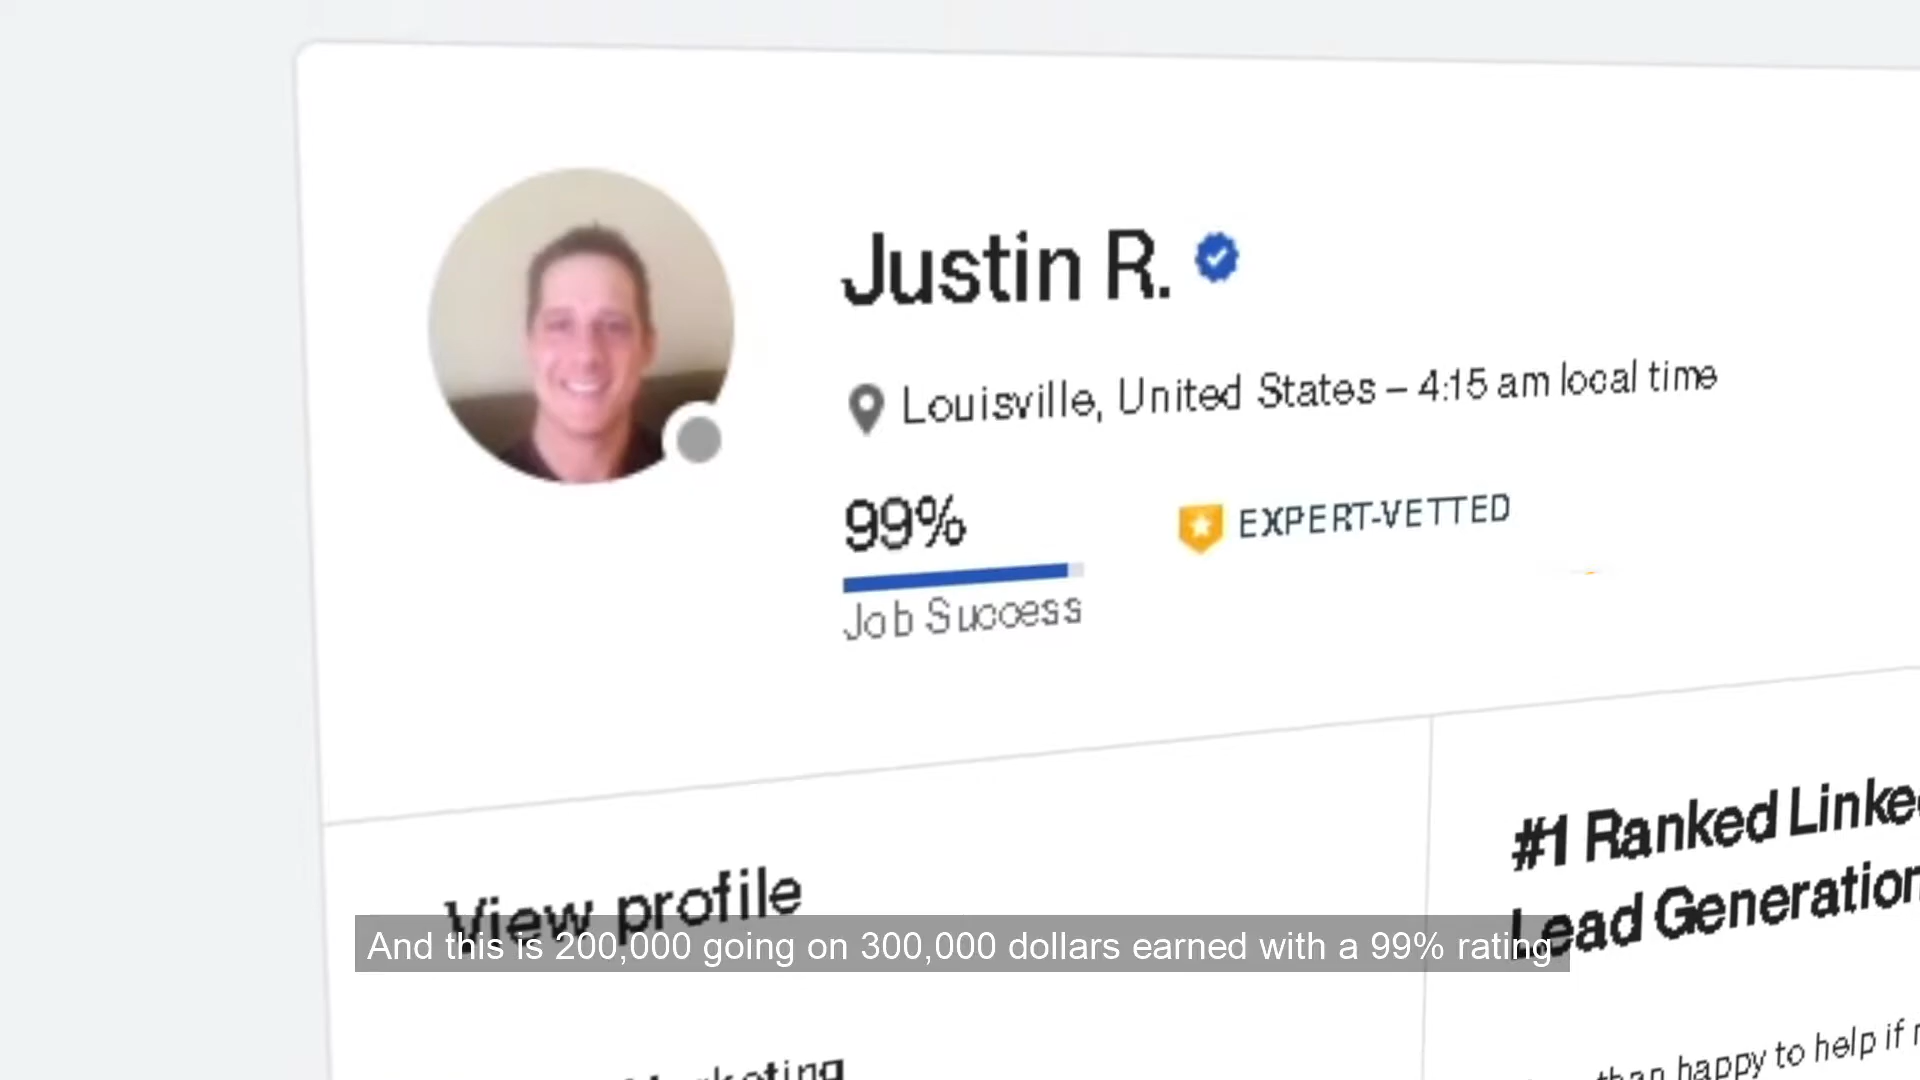 Justin R.
Louisville, United States – 4:15 am local time
99%
EXPERT-VETTED
Job Success
#1 Ranked Linke
Lead Generation
View profile
And this is 200,000 going on 300,000 dollars earned with a 99% rating
than happy to help if